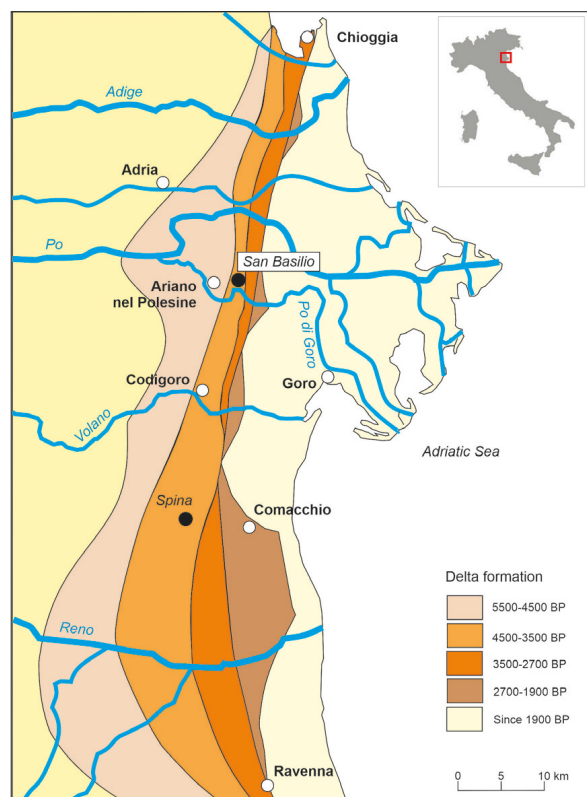 Chioggia
Adige
Adria
Po
San Basilio
Ariano
nel Polesine
Po di Goro
Codigoro
Goro
Volano
Adriatic Sea
Spina
Comacchio
Delta formation
5500-4500 BP
4500-3500 BP
3500-2700 BP
2700-1900 BP
Since 1900 BP
Reno
Ravenna
0 5 10 km